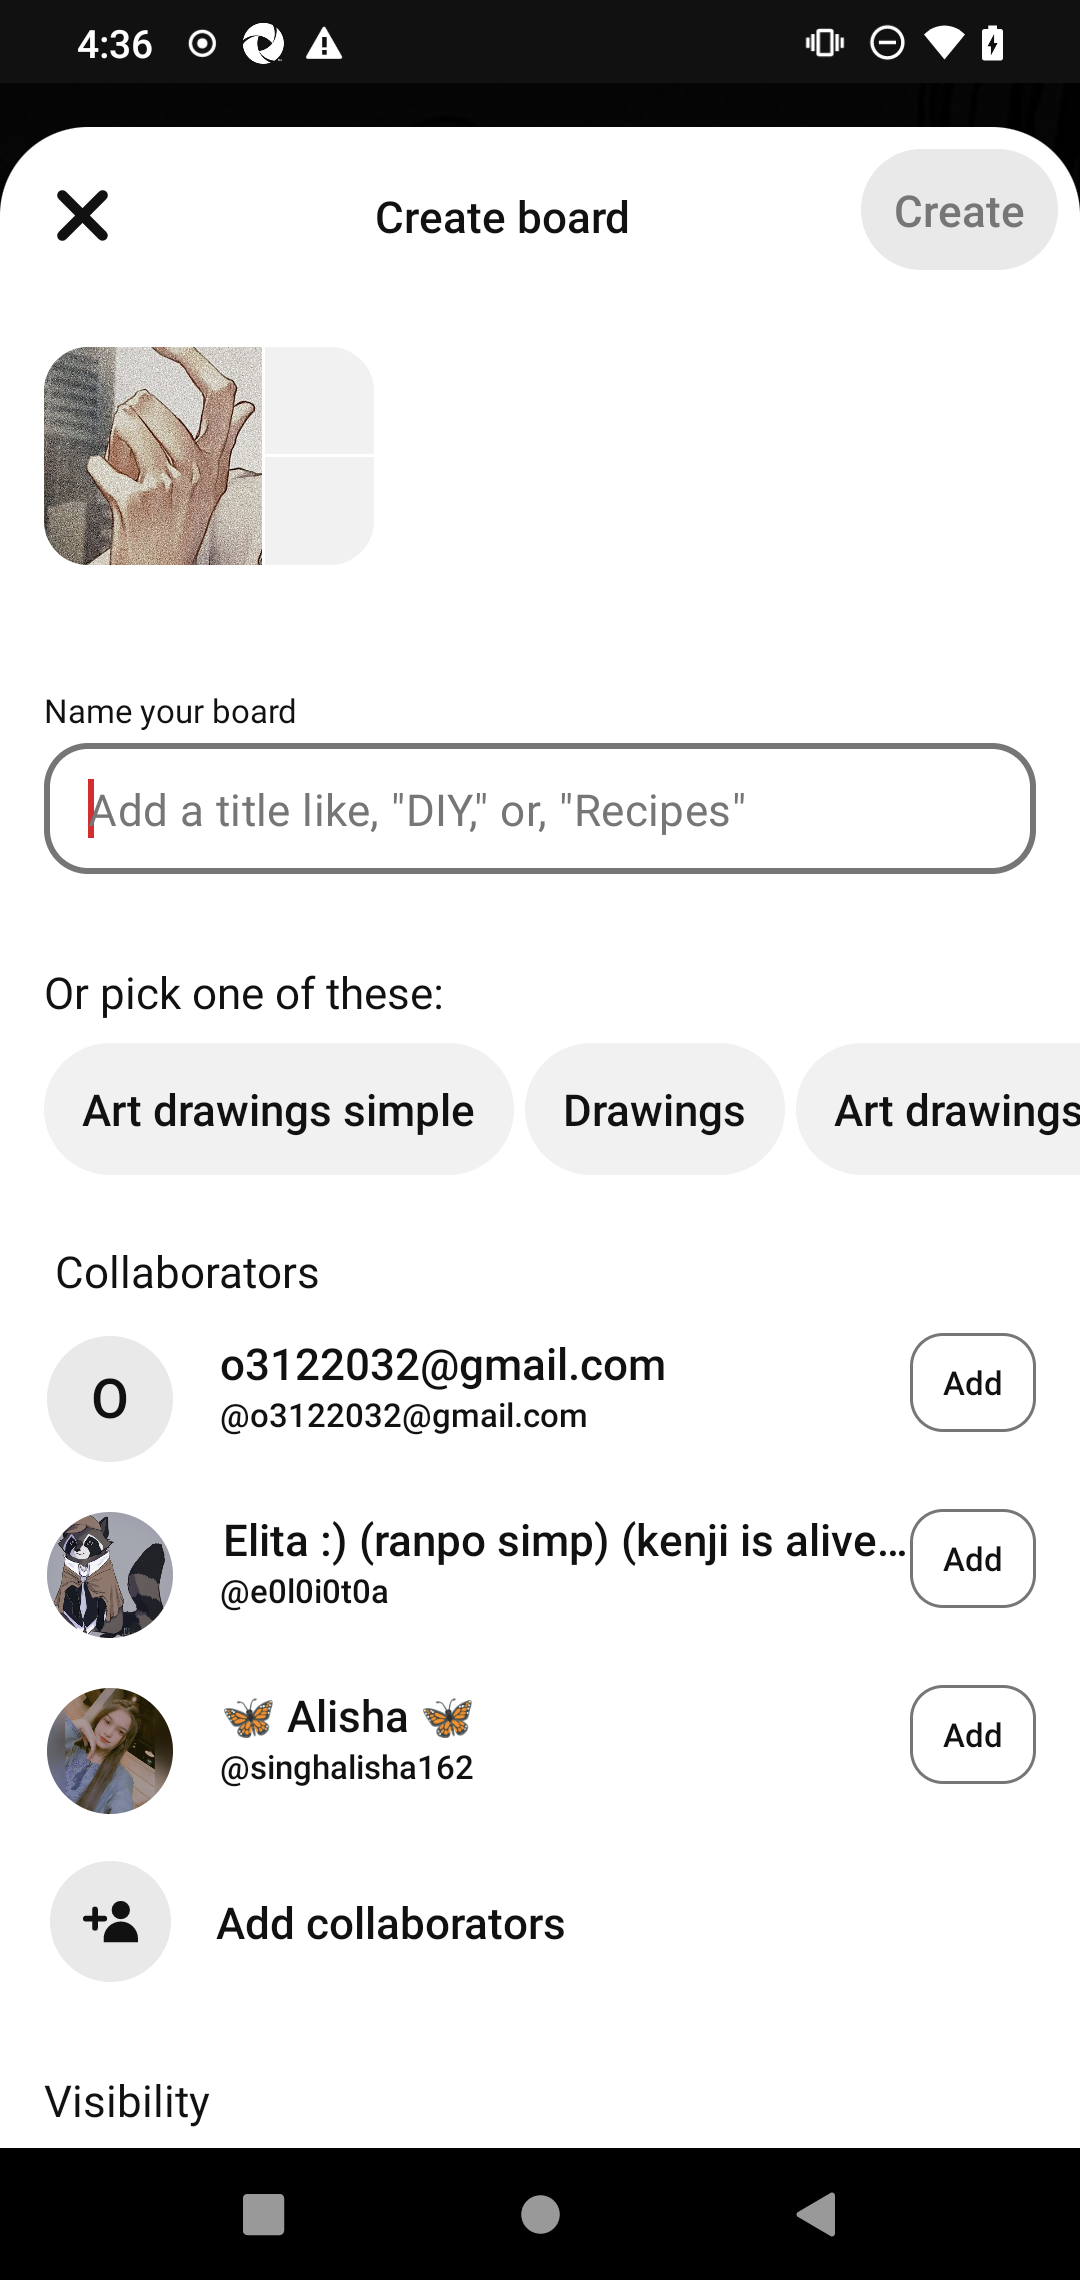 4:36
Create board
Create
Name your board
Add a title like, "DIY," or, "Recipes"
Or pick one of these:
Art drawings simple
Drawings
Art drawings
Collaborators
O
o3122032@gmail.com
@o3122032@gmail.com
Add
Elita :) (ranpo simp) (kenji is alive...
@e0l0i0t0a
Add
🦋 Alisha 🦋
@singhalisha162
Add
Add collaborators
Visibility